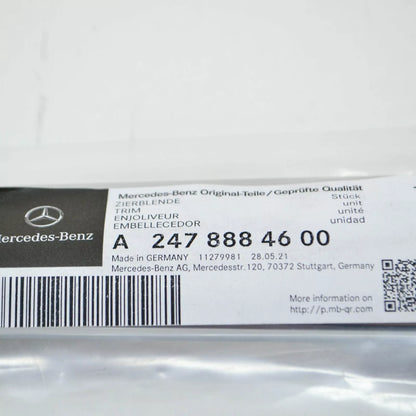 Mercedes-Benz Original-Teile/Geprüfte Qualität
ZIERBLENDE Stück
TRIM unit
ENJOLIVEUR unité
EMBELLECEDOR unidad
Mercedes-Benz
A 247 888 46 00
Made in GERMANY 11279981 28.05.21
Mercedes-Benz AG, Mercedesstr.120, 70372 Stuttgart, Germany
More information on
http://p.mb-qr.com/